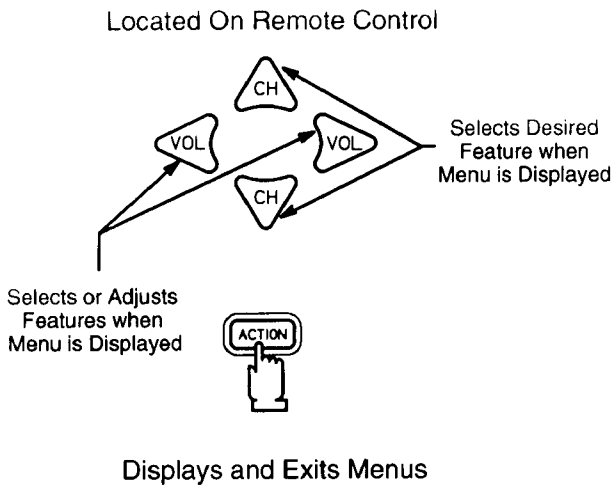 Located On Remote Control
CH
VOL
VOL
CH
Selects Desired
Feature when
Menu is Displayed
Selects or Adjusts
Features when
Menu is Displayed
ACTION
Displays and Exits Menus